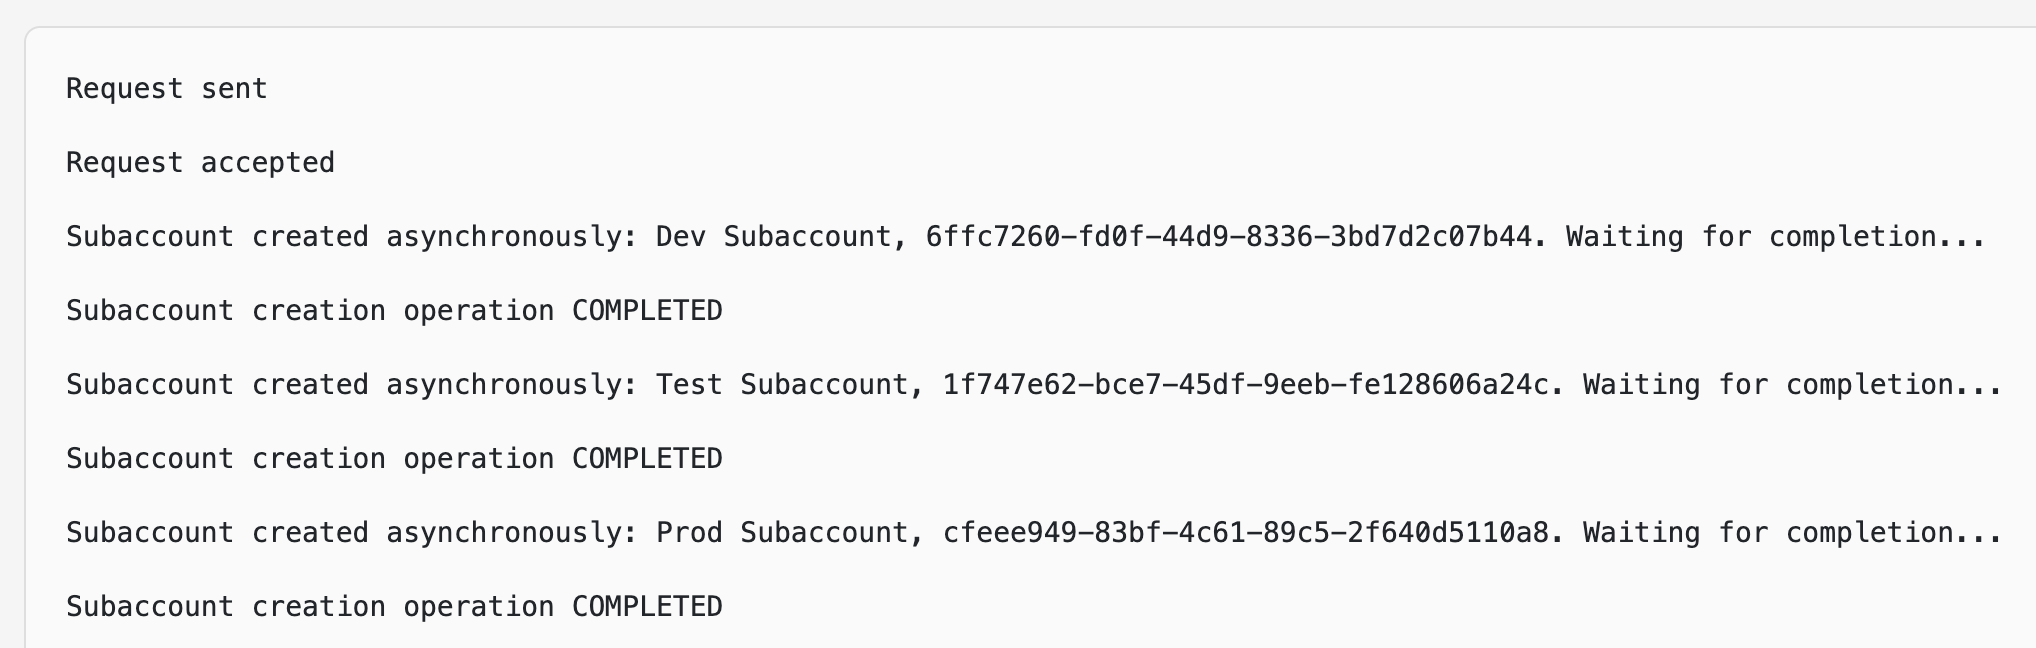 Request sent
Request accepted
Subaccount created asynchronously: Dev Subaccount, 6ffc7260-fd0f-44d9-8336-3bd7d2c07b44. Waiting for completion...
Subaccount creation operation COMPLETED
Subaccount created asynchronously: Test Subaccount, 1f747e62-bce7-45df-9eeb-fe128606a24c. Waiting for completion...
Subaccount creation operation COMPLETED
Subaccount created asynchronously: Prod Subaccount, cfeee949-83bf-4c61-89c5-2f640d5110a8. Waiting for completion...
Subaccount creation operation COMPLETED